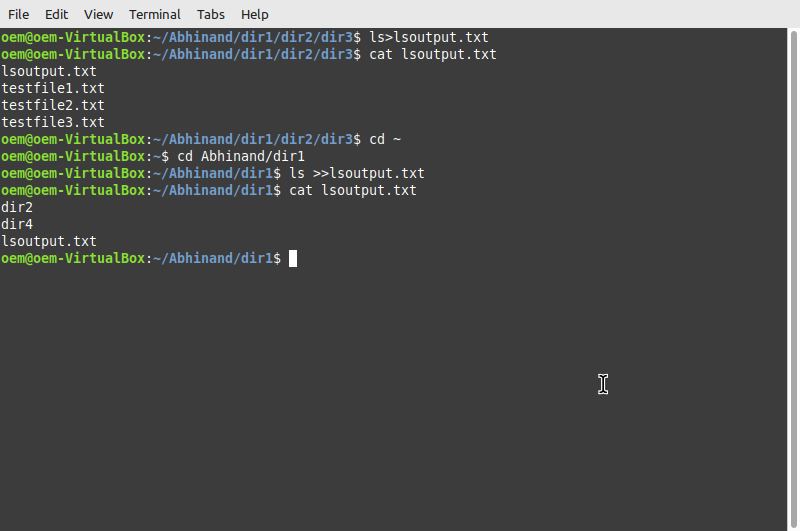 File Edit View Terminal Tabs Help
oem@oem-VirtualBox:~/Abhinand/dir1/dir2/dir3$ ls>lsoutput.txt
oem@oem-VirtualBox:~/Abhinand/dir1/dir2/dir3$ cat lsoutput.txt
lsoutput.txt
testfile1.txt
testfile2.txt
testfile3.txt
oem@oem-VirtualBox:~/Abhinand/dir1/dir2/dir3$ cd ~
oem@oem-VirtualBox:~$ cd Abhinand/dir1
oem@oem-VirtualBox:~/Abhinand/dir1$ ls >>lsoutput.txt
oem@oem-VirtualBox:~/Abhinand/dir1$ cat lsoutput.txt
dir2
dir4
lsoutput.txt
oem@oem-VirtualBox:~/Abhinand/dir1$